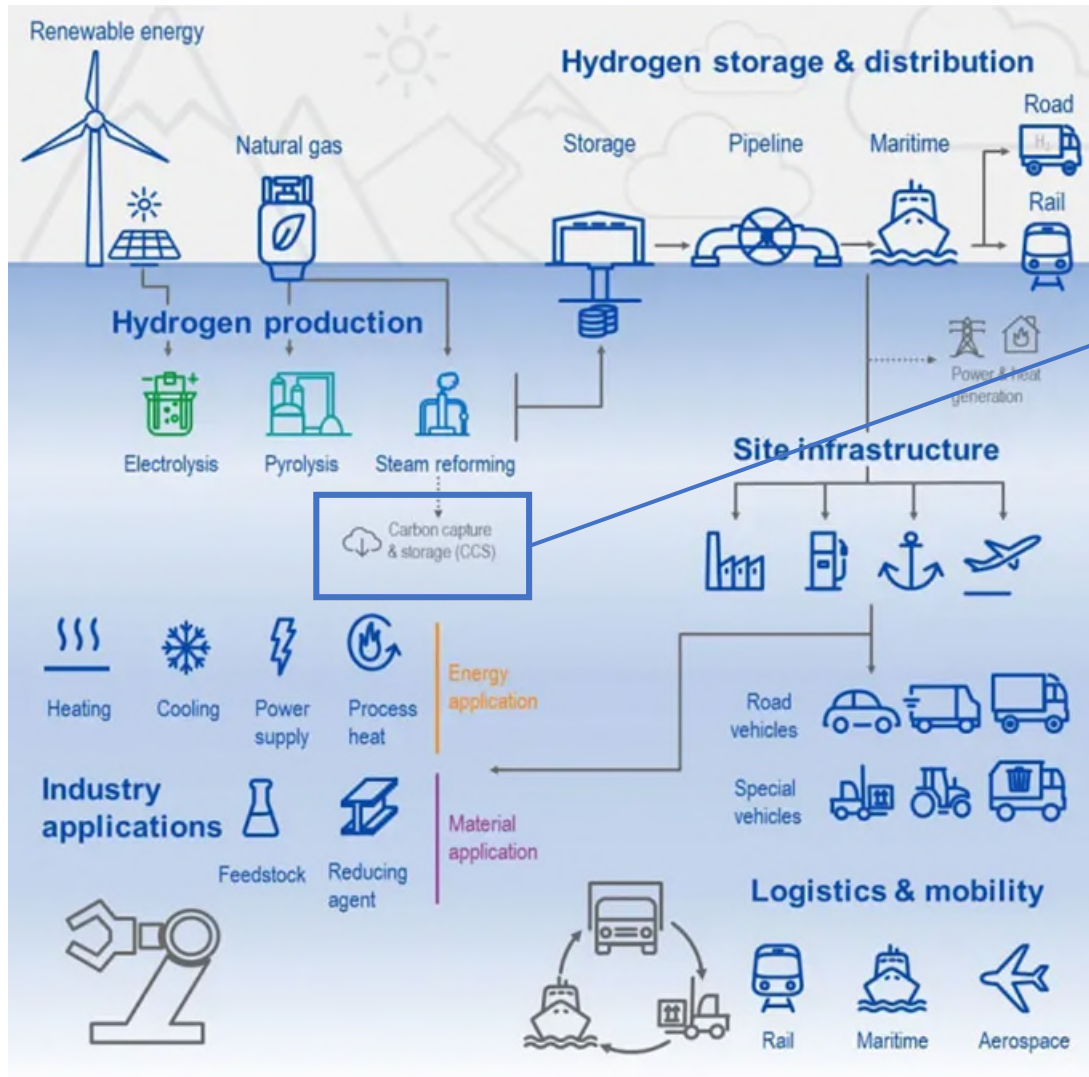 Renewable energy
Natural gas
Hydrogen storage & distribution
Storage
Pipeline
Maritime
Road
H₂
Rail
Hydrogen production
Electrolysis
Pyrolysis
Steam reforming
Carbon capture
& storage (CCS)
Power & heat
generation
Site infrastructure
Heating
Cooling
Power
supply
Process
heat
Energy
application
Industry
applications
Feedstock
Reducing
agent
Material
application
Road
vehicles
Special
vehicles
Logistics & mobility
Rail
Maritime
Aerospace